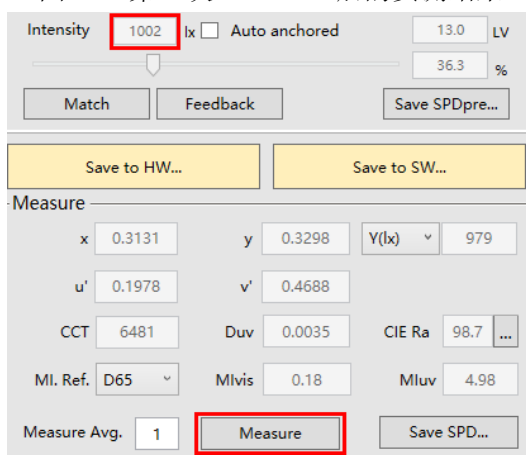 Intensity 1002 lx Auto anchored 13.0 LV
36.3 %
Match Feedback Save SPDpre...
Save to HW... Save to SW...
Measure
x 0.3131 y 0.3298 Y(lx) 979
u' 0.1978 v' 0.4688
CCT 6481 Duv 0.0035 CIE Ra 98.7 ...
MI. Ref. D65 MIvis 0.18 MIuv 4.98
Measure Avg. 1 Measure Save SPD...